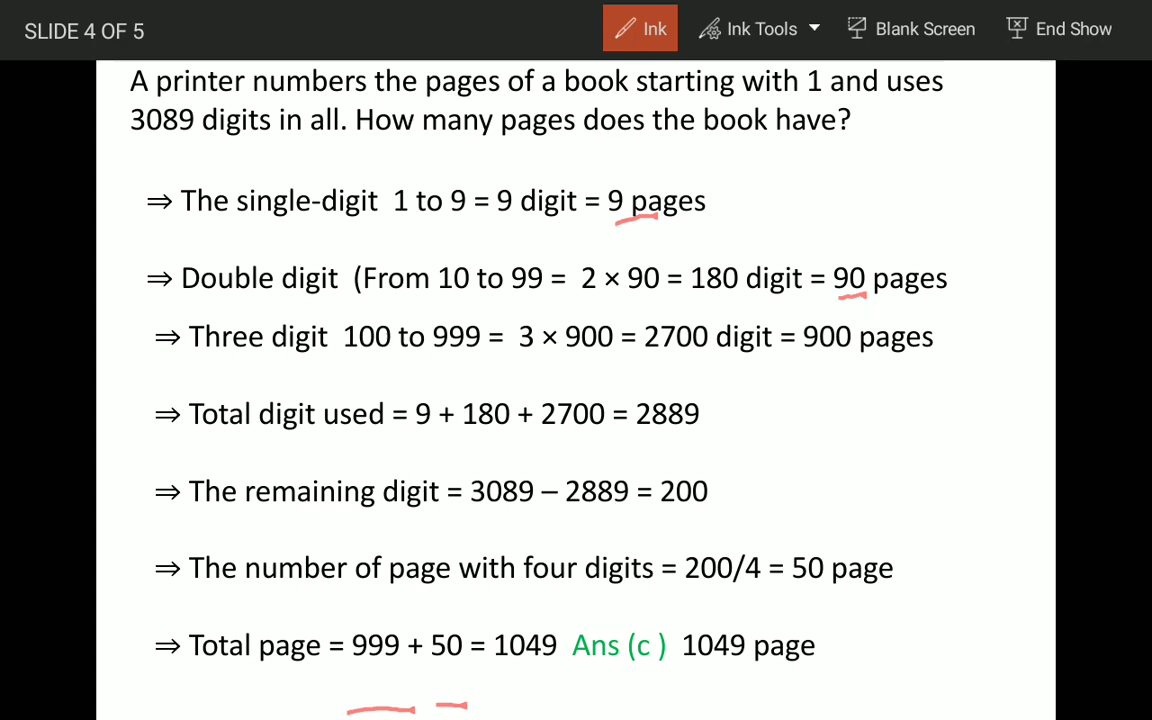 SLIDE 4 OF 5
Ink
Ink Tools
Blank Screen
End Show
A printer numbers the pages of a book starting with 1 and uses
3089 digits in all. How many pages does the book have?
⇒ The single-digit 1 to 9 = 9 digit = 9 pages
⇒ Double digit (From 10 to 99 = 2 × 90 = 180 digit = 90 pages
⇒ Three digit 100 to 999 = 3 × 900 = 2700 digit = 900 pages
⇒ Total digit used = 9 + 180 + 2700 = 2889
⇒ The remaining digit = 3089 – 2889 = 200
⇒ The number of page with four digits = 200/4 = 50 page
⇒ Total page = 999 + 50 = 1049 Ans (c ) 1049 page